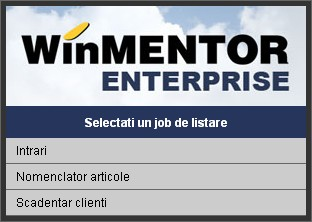 WinMENTOR
ENTERPRISE
Selectati un job de listare
Intrari
Nomenclator articole
Scadentar clienti